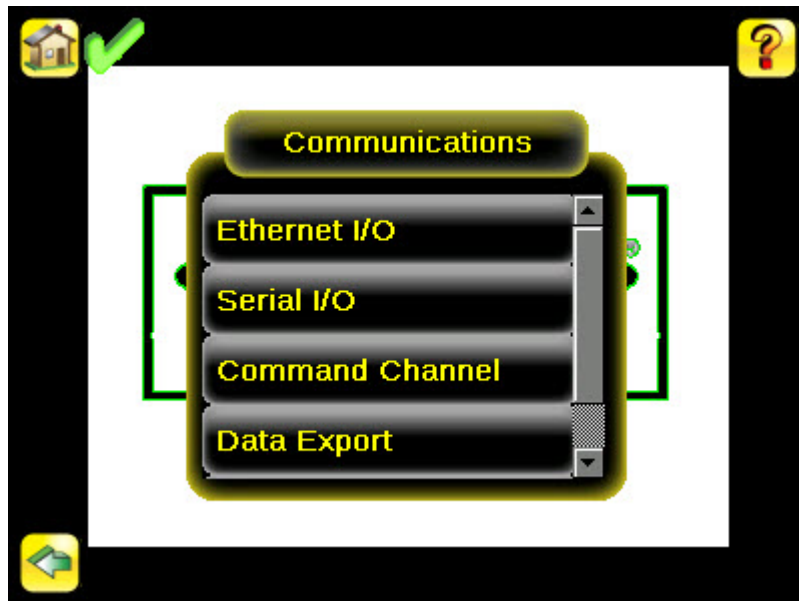 Communications
Ethernet I/O
Serial I/O
Command Channel
Data Export